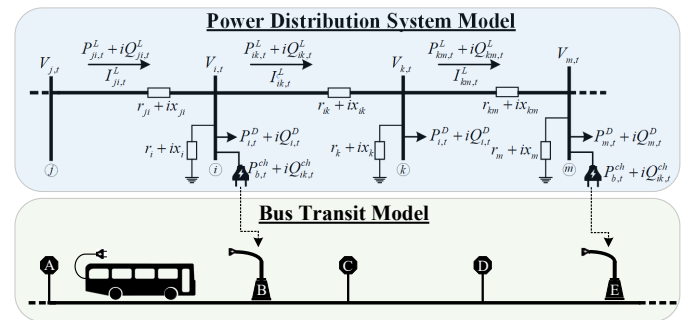 Power Distribution System Model
P^L_{ji,t} + iQ^L_{ji,t} P^L_{ik,t} + iQ^L_{ik,t} P^L_{km,t} + iQ^L_{km,t}
V_{j,t} V_{i,t} V_{k,t} V_{m,t}
I^L_{ji,t} I^L_{ik,t} I^L_{km,t}
r_{ji} + ix_{ji} r_{ik} + ix_{ik} r_{km} + ix_{km}
r_i + ix_i P^D_{i,t} + iQ^D_{i,t} r_k + ix_k P^D_{i,t} + iQ^D_{i,t} r_m + ix_m P^D_{m,t} + iQ^D_{m,t}
j i P^{ch}_{b,t} + iQ^{ch}_{ik,t} k m P^{ch}_{b,t} + iQ^{ch}_{ik,t}
Bus Transit Model
A B C D E